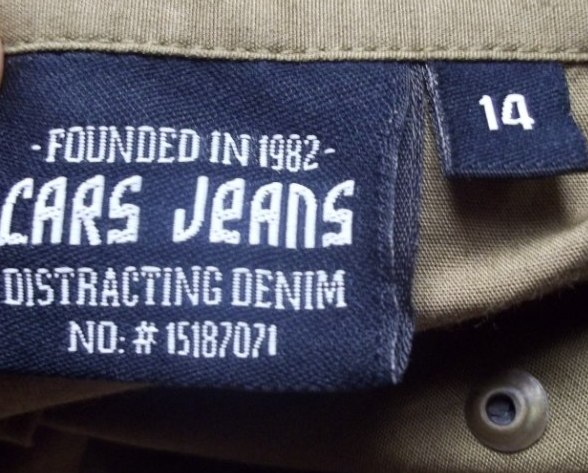 -FOUNDED IN 1982-
CARS JEANS
DISTRACTING DENIM
NO: # 15187071
14